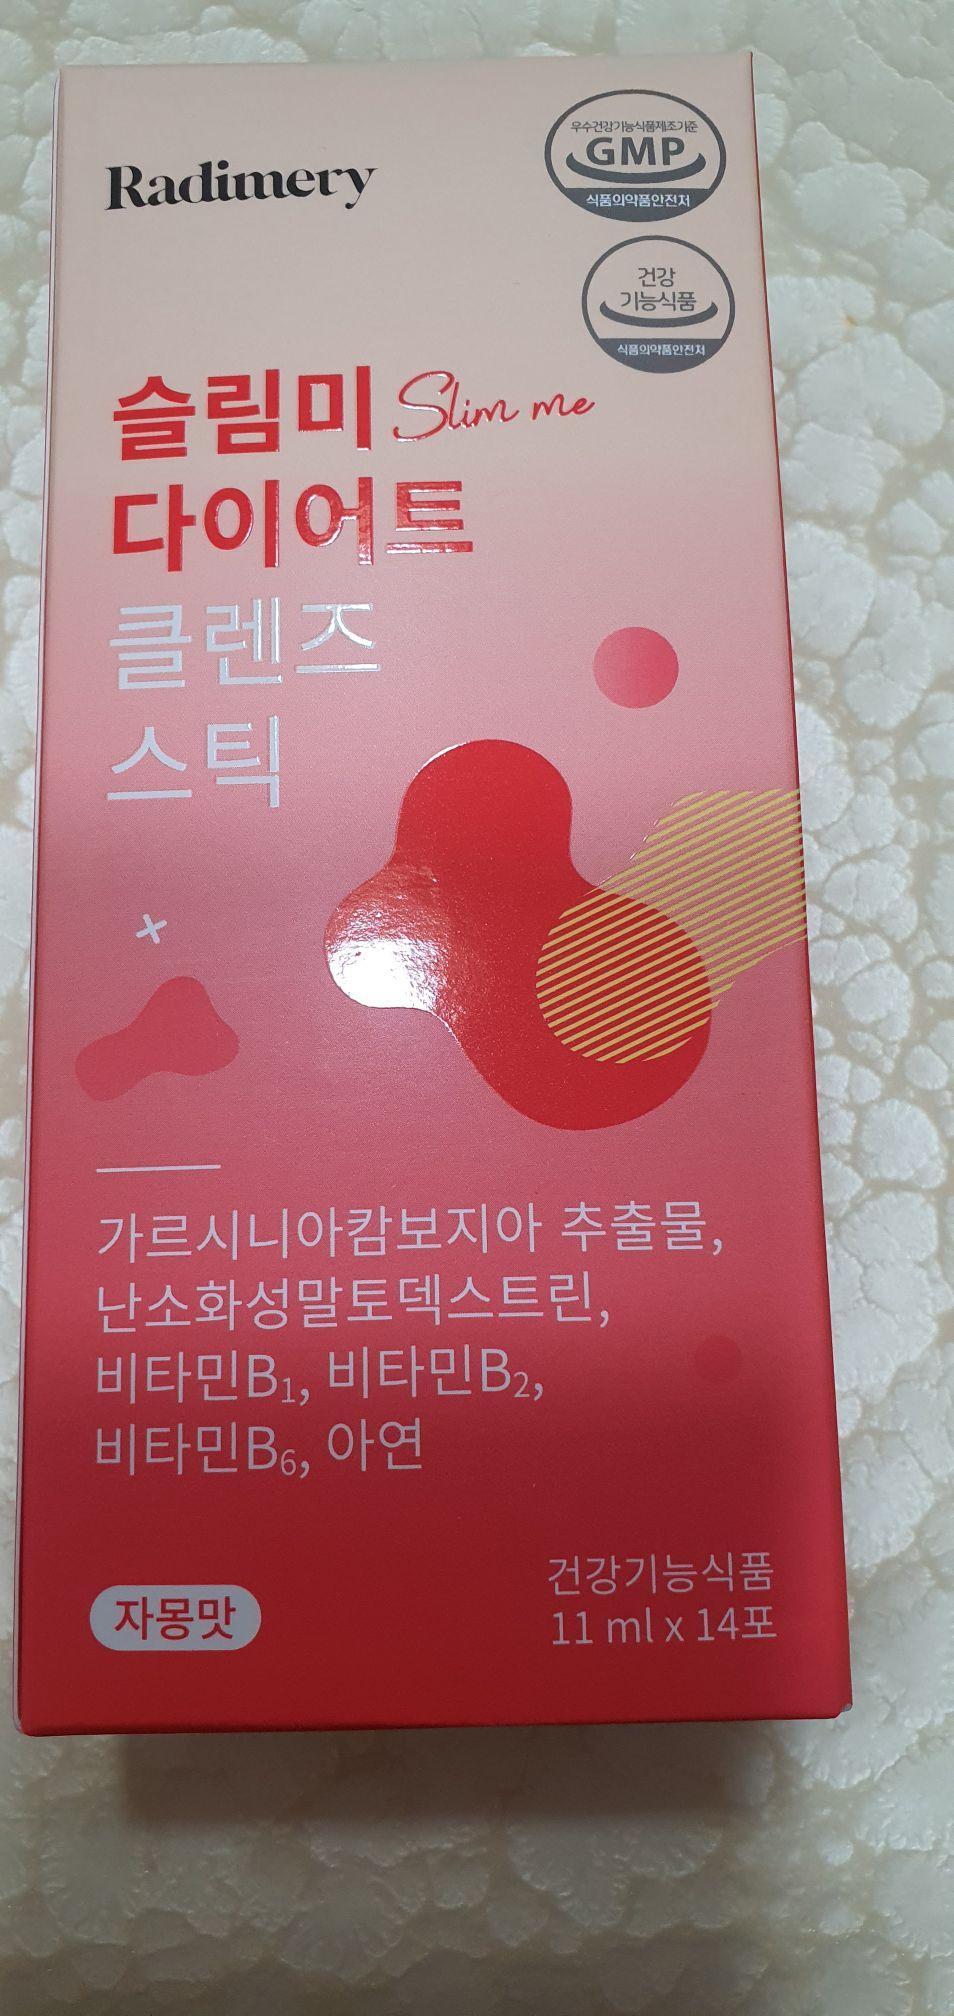 Radimery
우수건강기능식품제조기준
GMP
식품의약품안전처
건강
기능식품
식품의약품안전처
슬림미 Slim me
다이어트
클렌즈
스틱
가르시니아캄보지아 추출물,
난소화성말토덱스트린,
비타민B₁, 비타민B₂,
비타민B₆, 아연
자몽맛
건강기능식품
11 ml x 14포